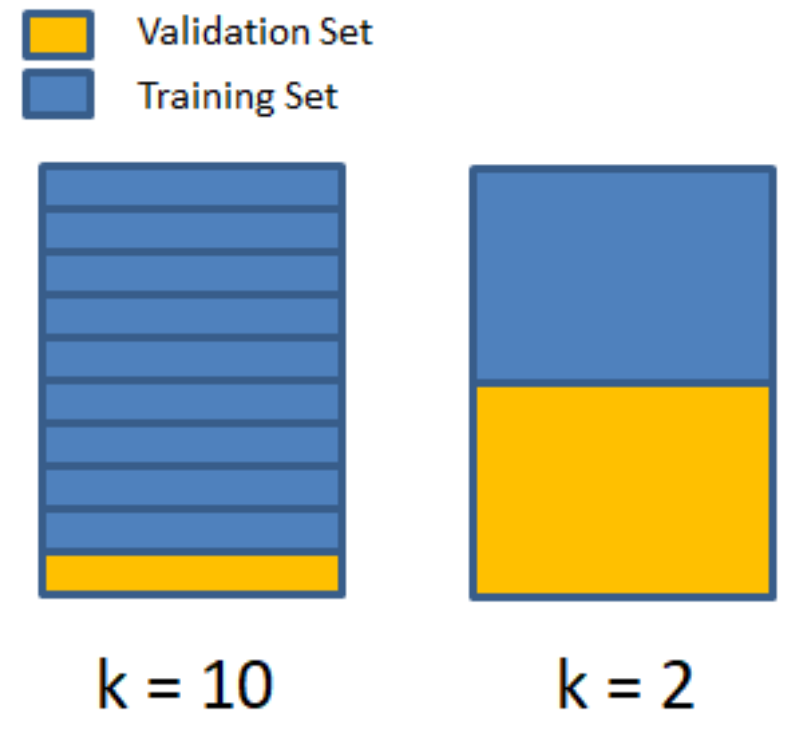 Validation Set
Training Set
k = 10
k = 2